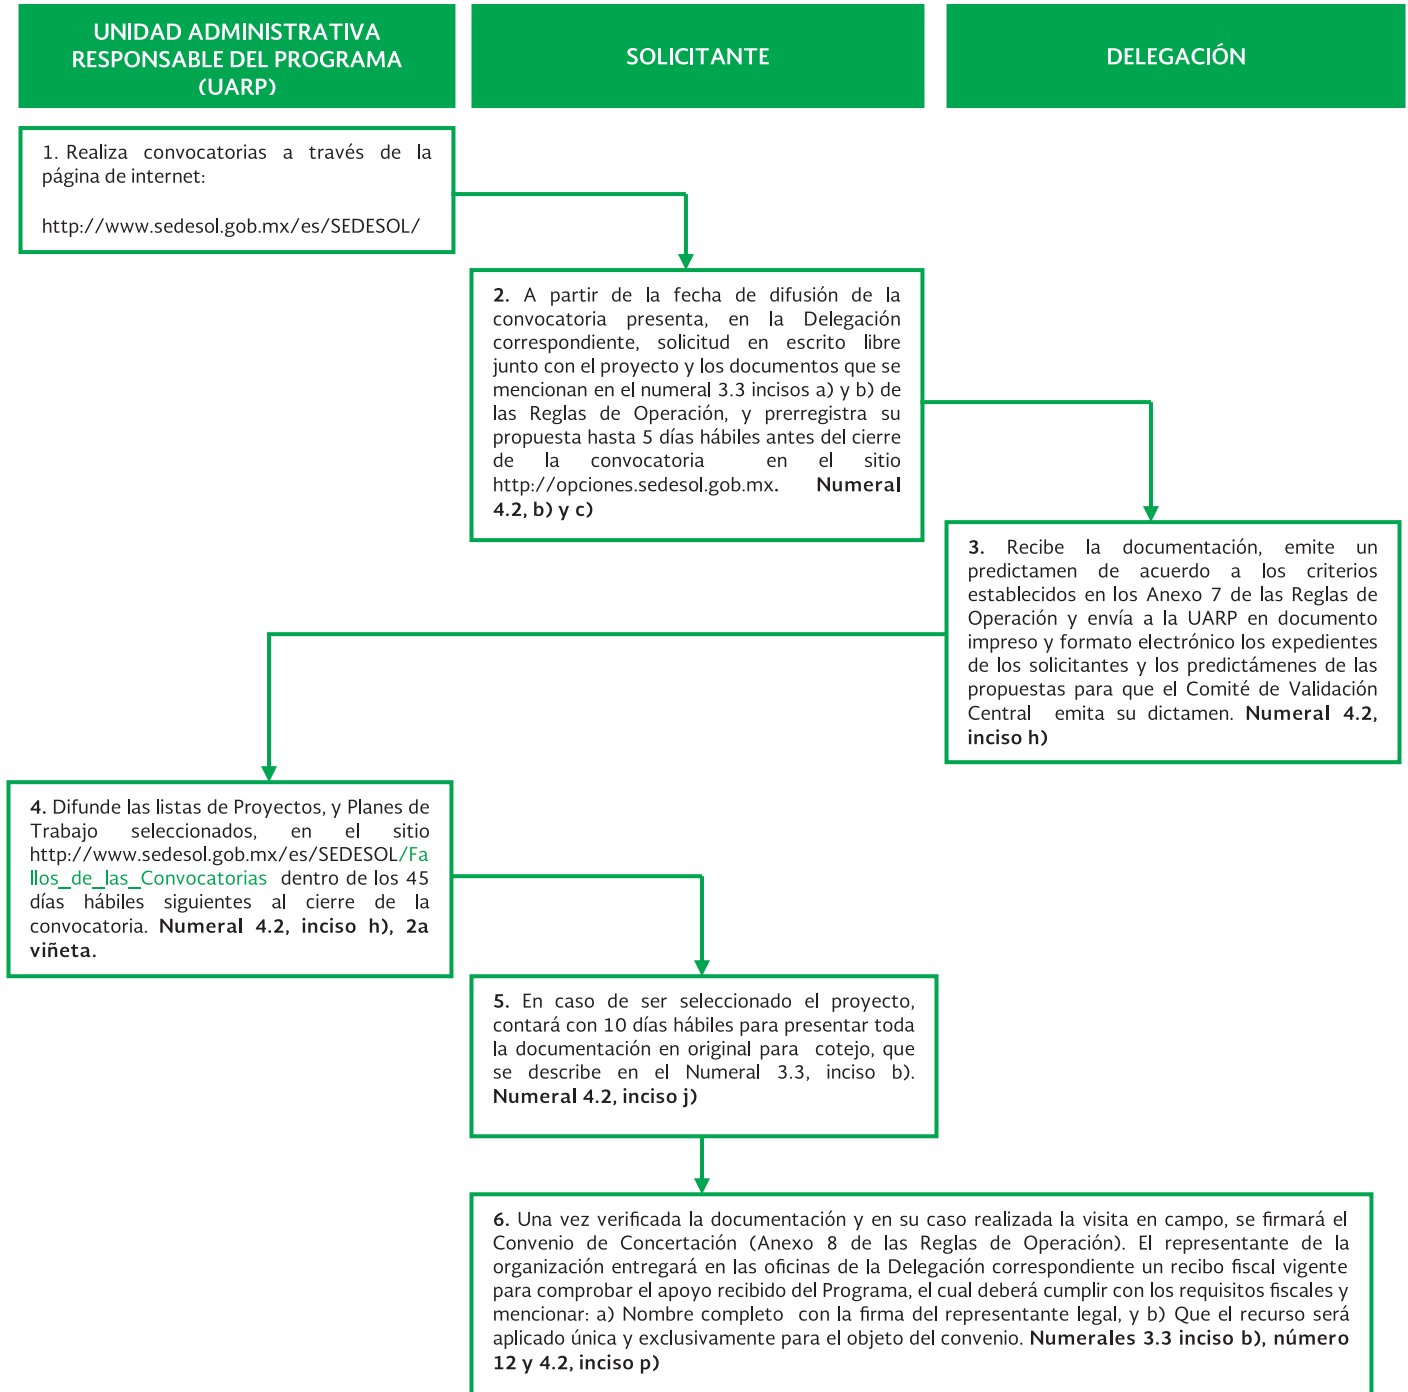 UNIDAD ADMINISTRATIVA
RESPONSABLE DEL PROGRAMA
(UARP)
SOLICITANTE
DELEGACIÓN
1. Realiza convocatorias a través de la
página de internet:
http://www.sedesol.gob.mx/es/SEDESOL/
2. A partir de la fecha de difusión de la
convocatoria presenta, en la Delegación
correspondiente, solicitud en escrito libre
junto con el proyecto y los documentos que se
mencionan en el numeral 3.3 incisos a) y b) de
las Reglas de Operación, y prerregistra su
propuesta hasta 5 días hábiles antes del cierre
de la convocatoria en el sitio
http://opciones.sedesol.gob.mx. Numeral
4.2, b) y c)
3. Recibe la documentación, emite un
predictamen de acuerdo a los criterios
establecidos en los Anexo 7 de las Reglas de
Operación y envía a la UARP en documento
impreso y formato electrónico los expedientes
de los solicitantes y los predictámenes de las
propuestas para que el Comité de Validación
Central emita su dictamen. Numeral 4.2,
inciso h)
4. Difunde las listas de Proyectos, y Planes de
Trabajo seleccionados, en el sitio
http://www.sedesol.gob.mx/es/SEDESOL/Fa
llos_de_las_Convocatorias dentro de los 45
días hábiles siguientes al cierre de la
convocatoria. Numeral 4.2, inciso h), 2a
viñeta.
5. En caso de ser seleccionado el proyecto,
contará con 10 días hábiles para presentar toda
la documentación en original para cotejo, que
se describe en el Numeral 3.3, inciso b).
Numeral 4.2, inciso j)
6. Una vez verificada la documentación y en su caso realizada la visita en campo, se firmará el
Convenio de Concertación (Anexo 8 de las Reglas de Operación). El representante de la
organización entregará en las oficinas de la Delegación correspondiente un recibo fiscal vigente
para comprobar el apoyo recibido del Programa, el cual deberá cumplir con los requisitos fiscales y
mencionar: a) Nombre completo con la firma del representante legal, y b) Que el recurso será
aplicado única y exclusivamente para el objeto del convenio. Numerales 3.3 inciso b), número
12 y 4.2, inciso p)